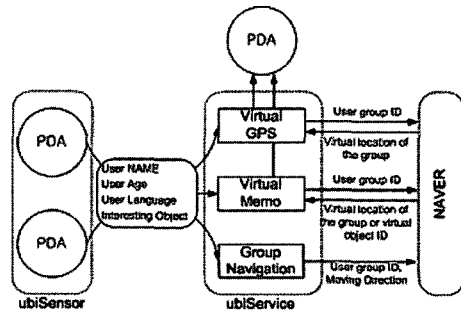 PDA
PDA
PDA
ubiSensor
User NAME
User Age
User Language
Interesting Object
Virtual
GPS
Virtual
Memo
Group
Navigation
ubiService
User group ID
Virtual location of
the group
User group ID
Virtual location of
the group or virtual
object ID
User group ID,
Moving Direction
NAVER